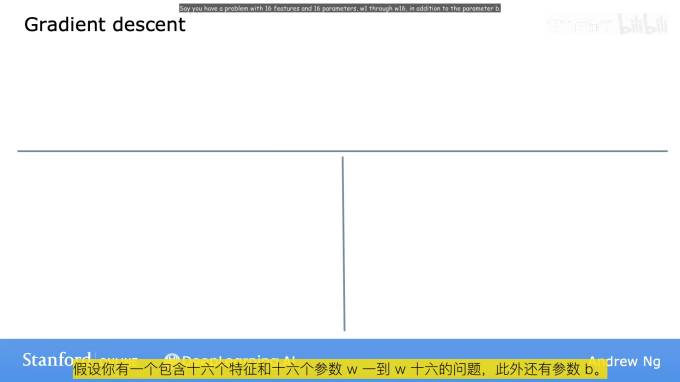 Say you have a problem with 16 features and 16 parameters, w1 through w16, in addition to the parameter b.
Gradient descent
bilibili
Stanford
Andrew Ng
假设你有一个包含十六个特征和十六个参数 w 一到 w 十六的问题，此外还有参数 b。